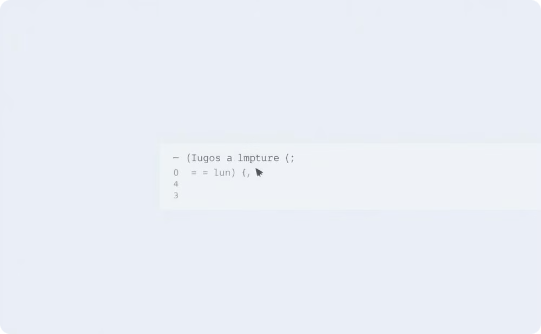 — (Iugos a lmpture (;
0 = = lun) {,
4
3